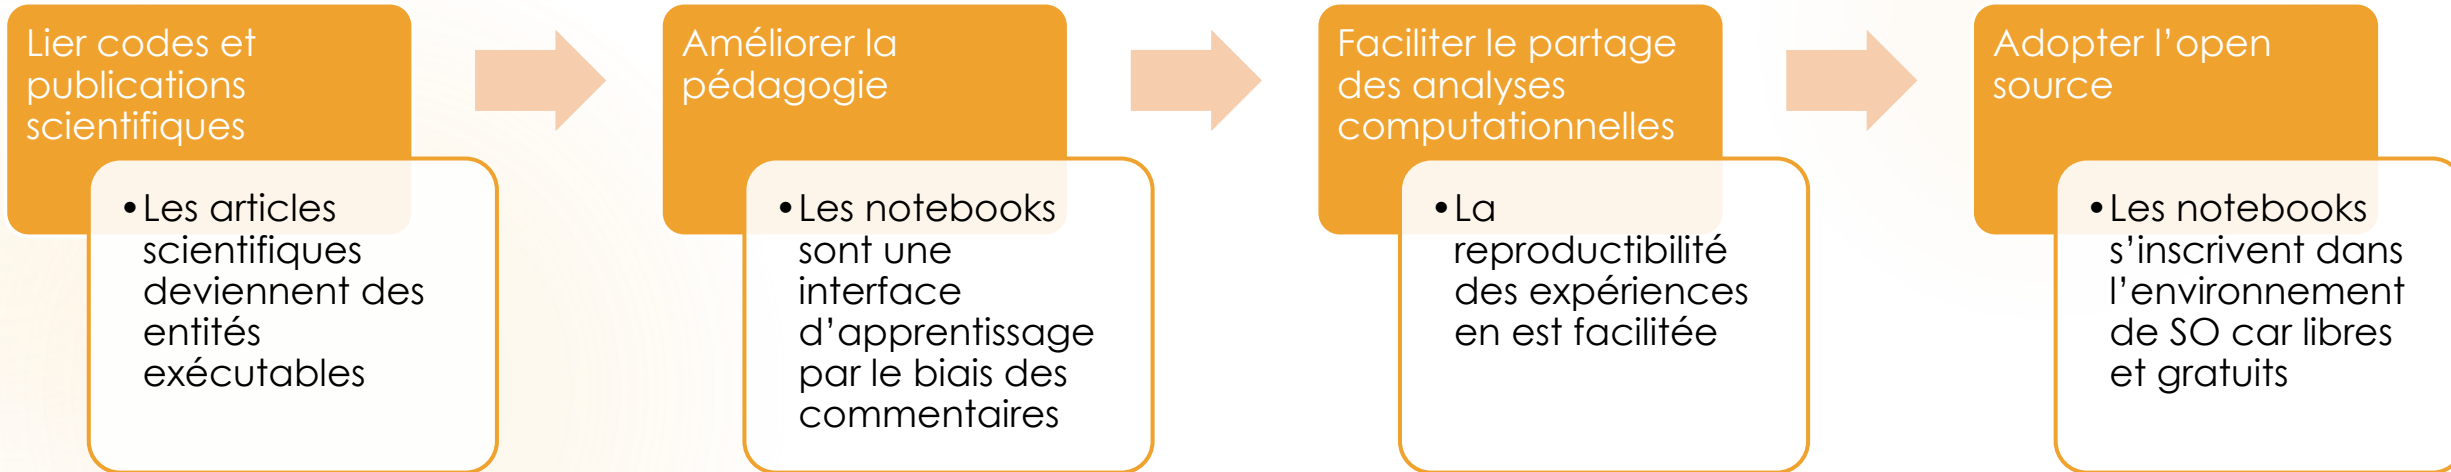 Lier codes et
publications
scientifiques
•Les articles
scientifiques
deviennent des
entités
exécutables
Améliorer la
pédagogie
•Les notebooks
sont une
interface
d’apprentissage
par le biais des
commentaires
Faciliter le partage
des analyses
computationnelles
•La
reproductibilité
des expériences
en est facilitée
Adopter l’open
source
•Les notebooks
s’inscrivent dans
l’environnement
de SO car libres
et gratuits